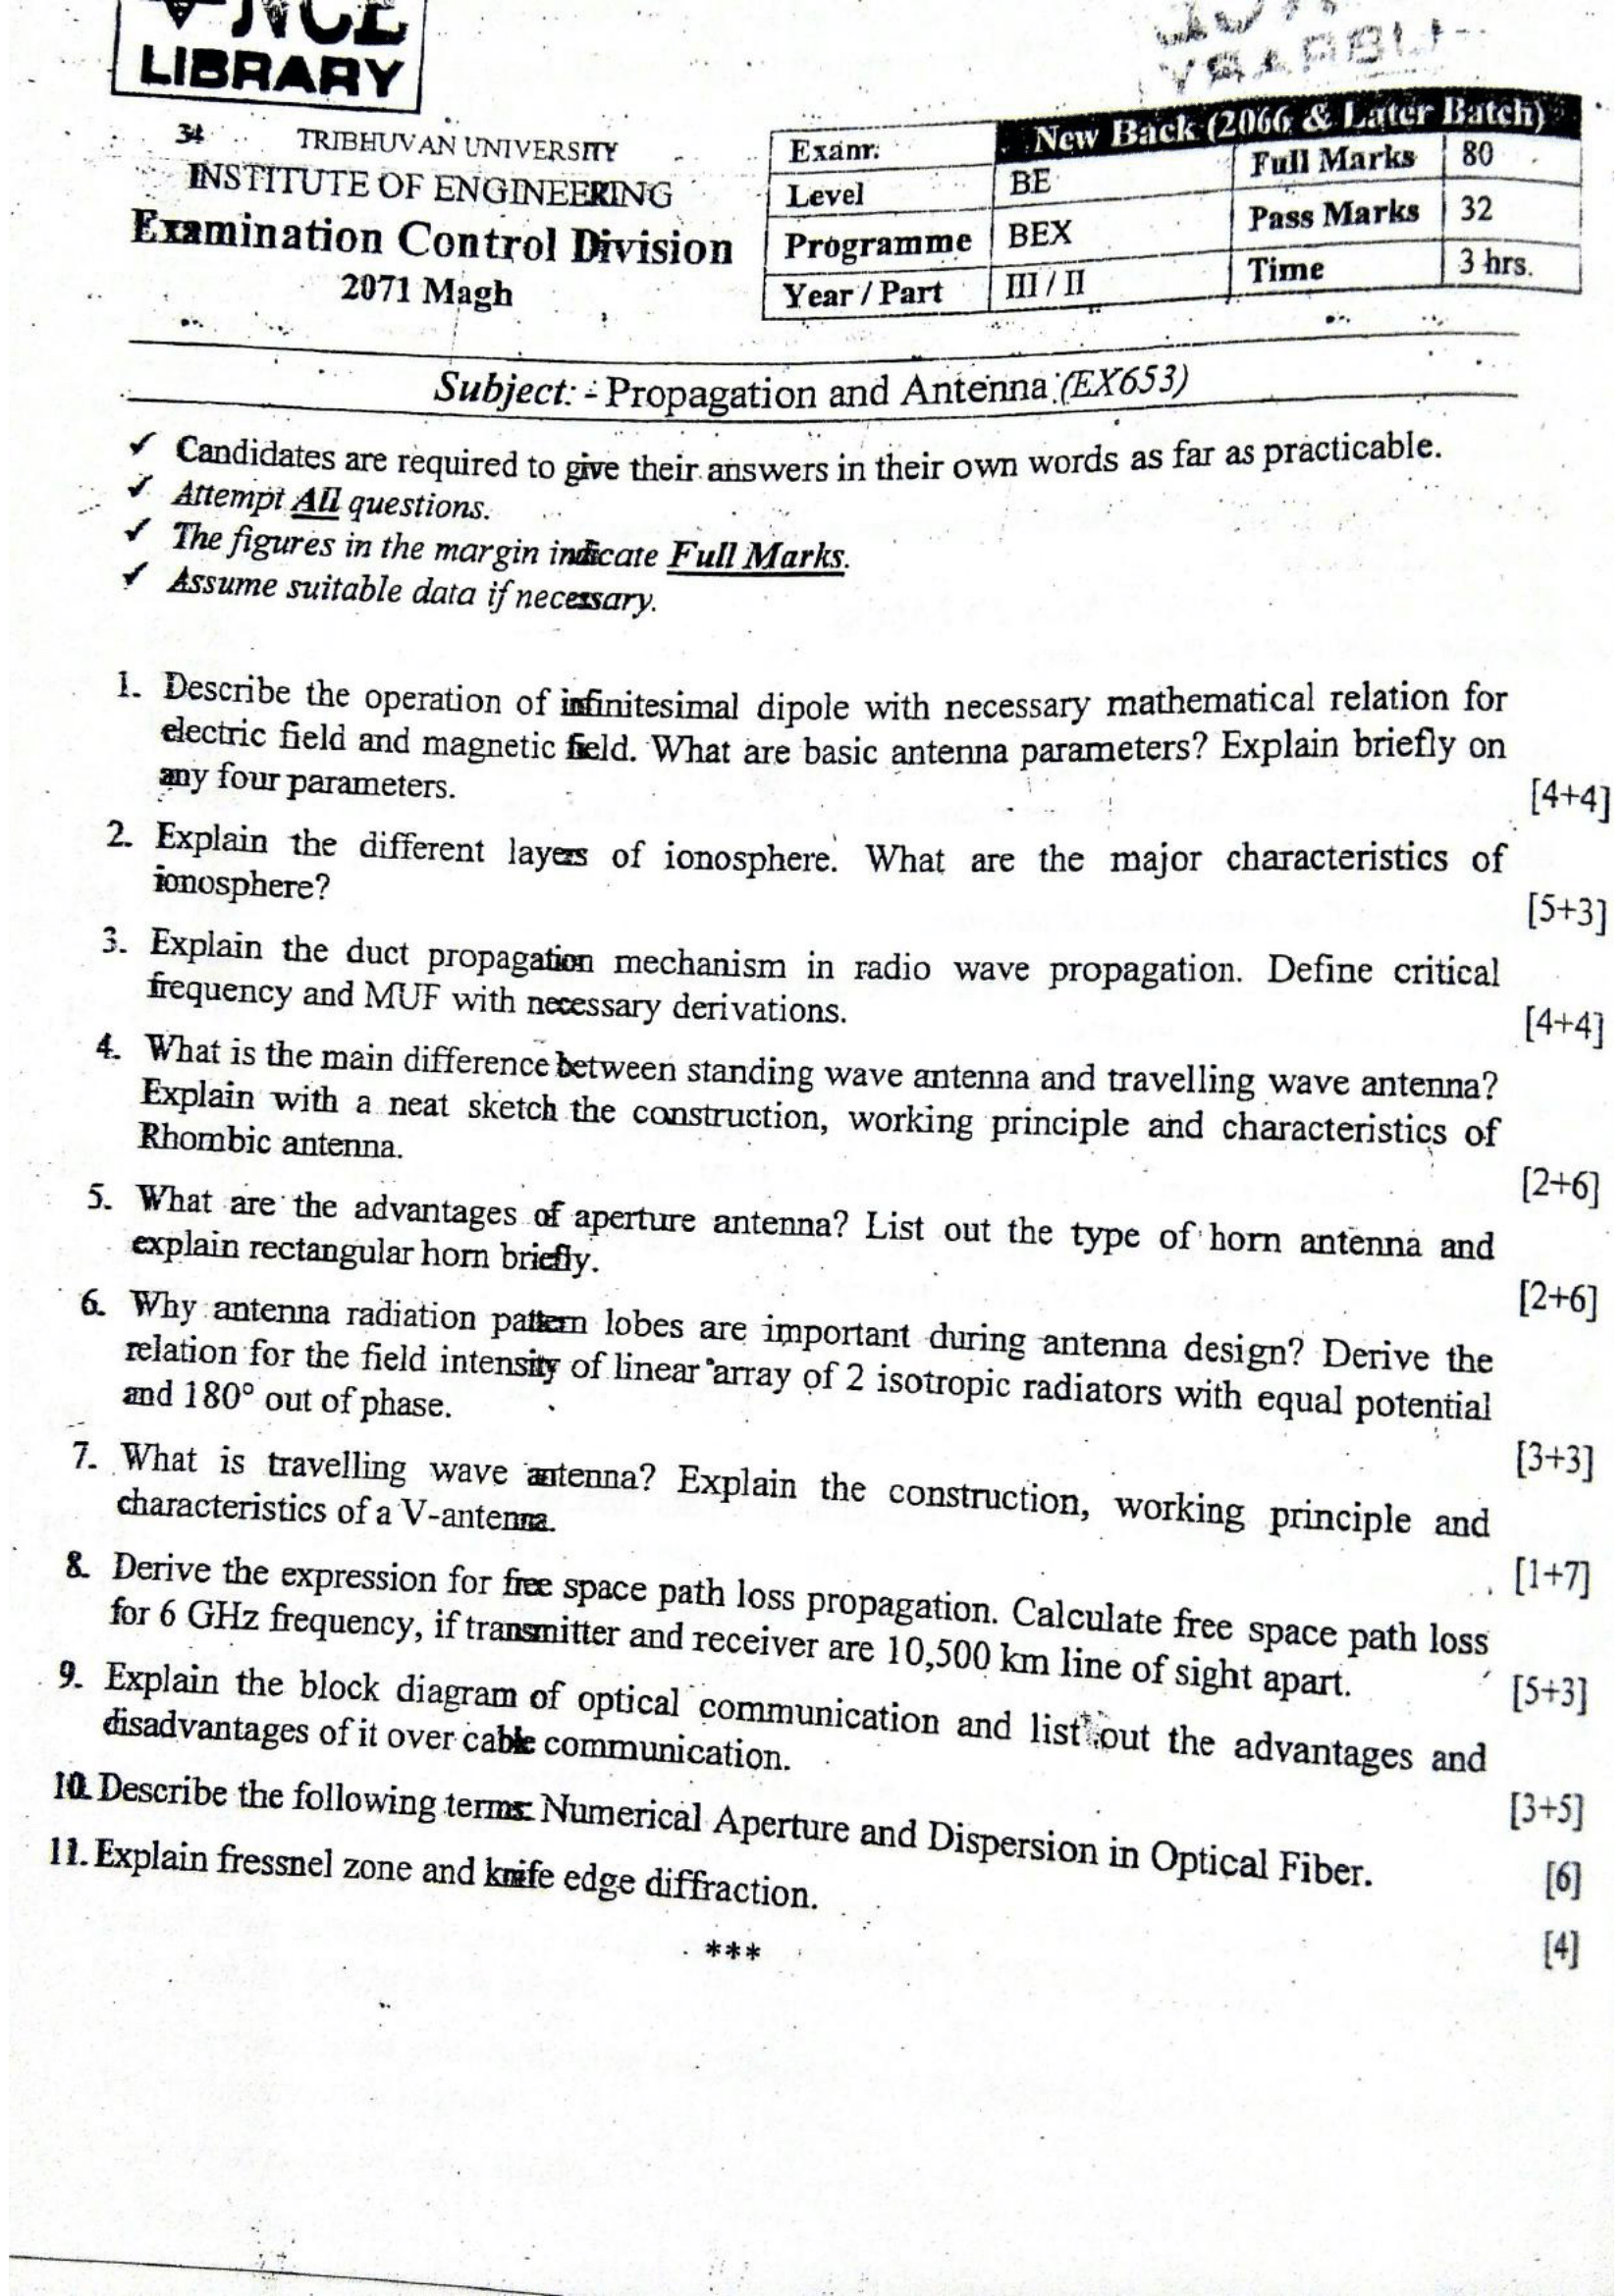 NCE
LIBRARY
LIBRARY
34
TRIBHUVAN UNIVERSITY
INSTITUTE OF ENGINEERING
Examination Control Division
2071 Magh
Exam. New Back (2066 & Later Batch)
Level BE Full Marks 80
Programme BEX Pass Marks 32
Year / Part III / II Time 3 hrs.
Subject: - Propagation and Antenna (EX653)
✓ Candidates are required to give their answers in their own words as far as practicable.
✓ Attempt All questions.
✓ The figures in the margin indicate Full Marks.
✓ Assume suitable data if necessary.
1. Describe the operation of infinitesimal dipole with necessary mathematical relation for
electric field and magnetic field. What are basic antenna parameters? Explain briefly on
any four parameters. [4+4]
2. Explain the different layers of ionosphere. What are the major characteristics of
ionosphere? [5+3]
3. Explain the duct propagation mechanism in radio wave propagation. Define critical
frequency and MUF with necessary derivations. [4+4]
4. What is the main difference between standing wave antenna and travelling wave antenna?
Explain with a neat sketch the construction, working principle and characteristics of
Rhombic antenna. [2+6]
5. What are the advantages of aperture antenna? List out the type of horn antenna and
explain rectangular horn briefly. [2+6]
6. Why antenna radiation pattern lobes are important during antenna design? Derive the
relation for the field intensity of linear array of 2 isotropic radiators with equal potential
and 180° out of phase. [3+3]
7. What is travelling wave antenna? Explain the construction, working principle and
characteristics of a V-antenna. [1+7]
8. Derive the expression for free space path loss propagation. Calculate free space path loss
for 6 GHz frequency, if transmitter and receiver are 10,500 km line of sight apart. [5+3]
9. Explain the block diagram of optical communication and list out the advantages and
disadvantages of it over cable communication. [3+5]
10. Describe the following terms: Numerical Aperture and Dispersion in Optical Fiber. [6]
11. Explain fressnel zone and knife edge diffraction. [4]
***